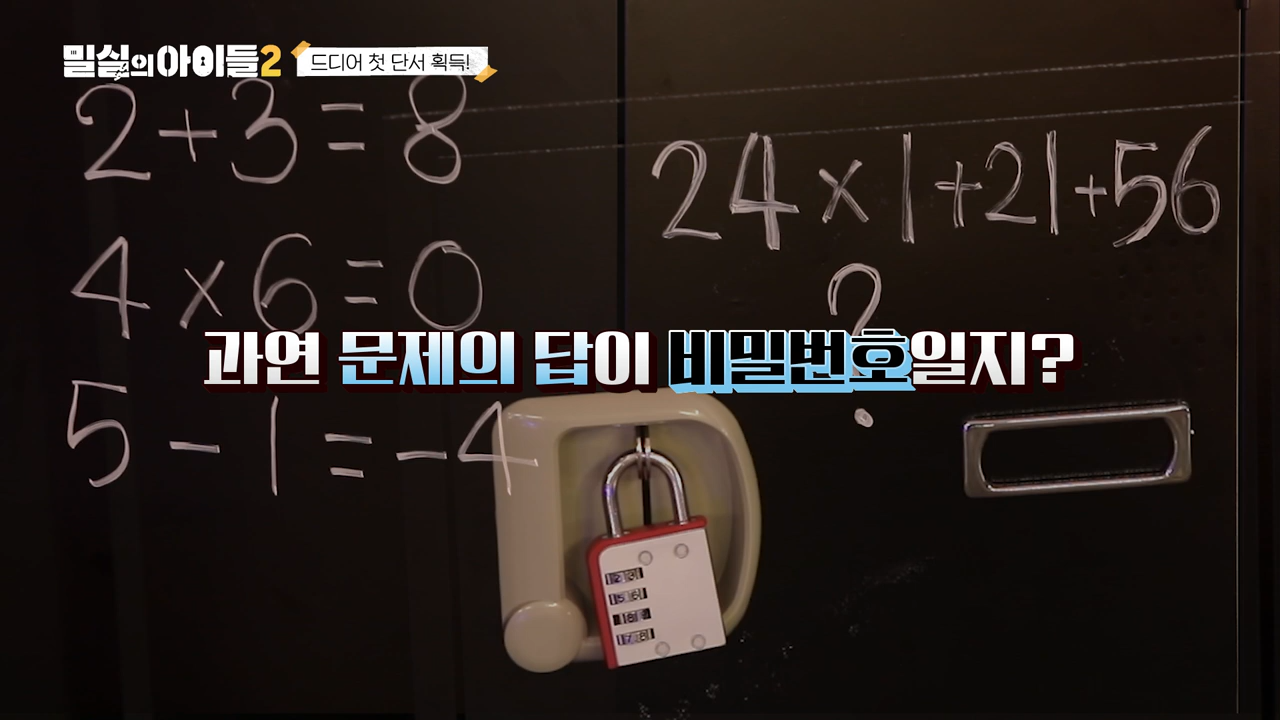 밀실의아이들2
드디어 첫 단서 획득!
2+3=8
4×6=0
5-1=-4
24×1+21+56
?
과연 문제의 답이 비밀번호일지?